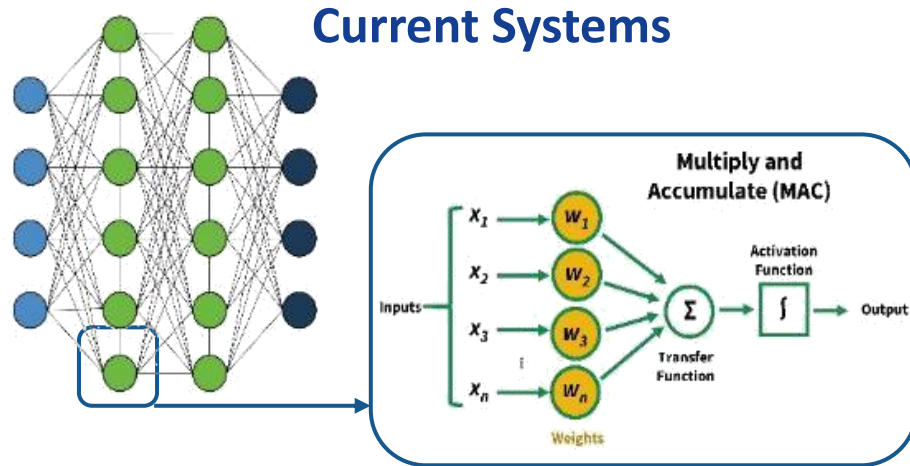 Current Systems
Multiply and
Accumulate (MAC)
X1
W1
X2
W2
Inputs
X3
W3
Xn
Wn
Σ
Transfer
Function
Activation
Function
∫
Output
Weights